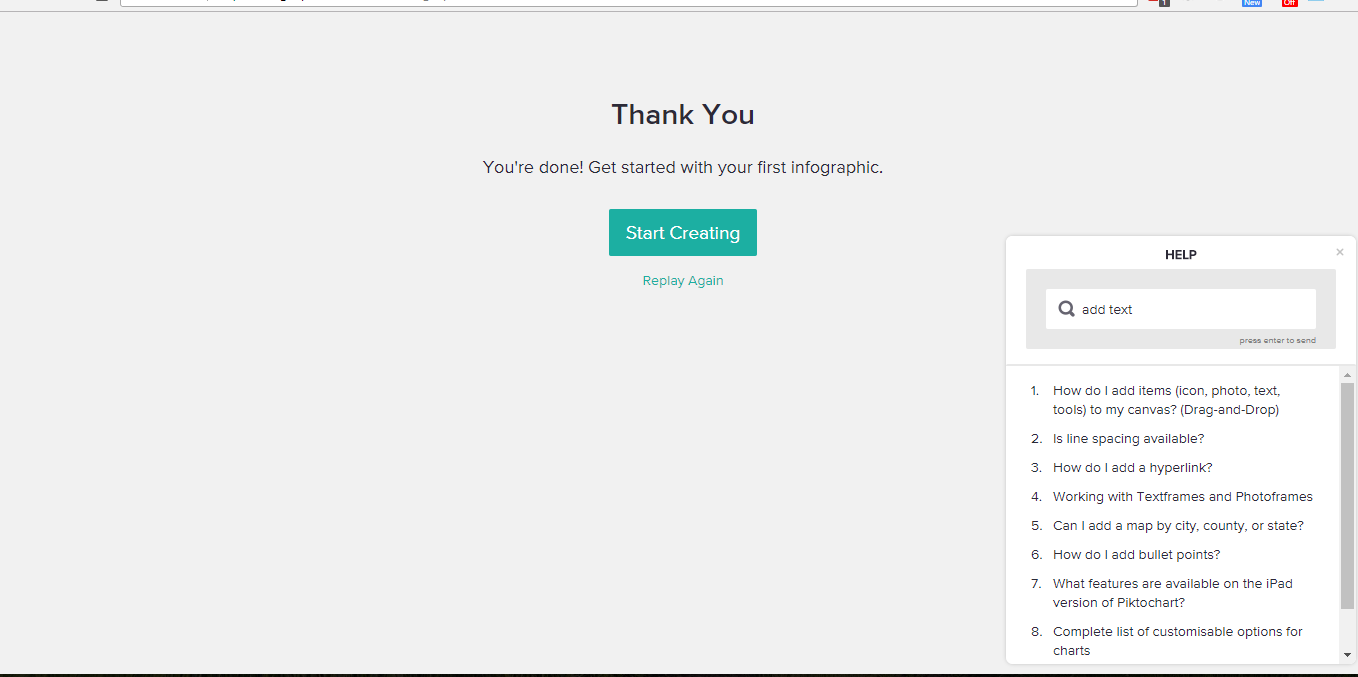 1
New
Off
Thank You
You're done! Get started with your first infographic.
Start Creating
Replay Again
HELP
×
add text
press enter to send
1. How do I add items (icon, photo, text,
tools) to my canvas? (Drag-and-Drop)
2. Is line spacing available?
3. How do I add a hyperlink?
4. Working with Textframes and Photoframes
5. Can I add a map by city, county, or state?
6. How do I add bullet points?
7. What features are available on the iPad
version of Piktochart?
8. Complete list of customisable options for
charts